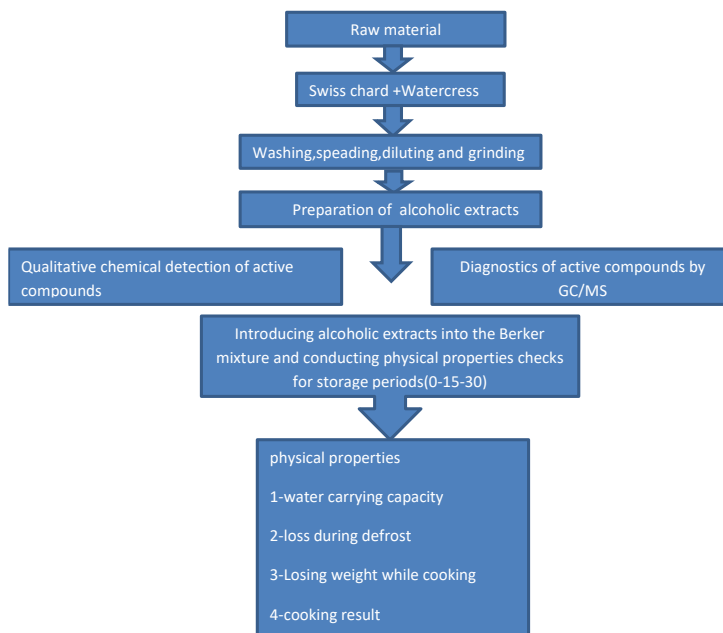 Raw material
Swiss chard +Watercress
Washing,speading,diluting and grinding
Preparation of alcoholic extracts
Qualitative chemical detection of active
compounds
Diagnostics of active compounds by
GC/MS
Introducing alcoholic extracts into the Berker
mixture and conducting physical properties checks
for storage periods(0-15-30)
physical properties
1-water carrying capacity
2-loss during defrost
3-Losing weight while cooking
4-cooking result